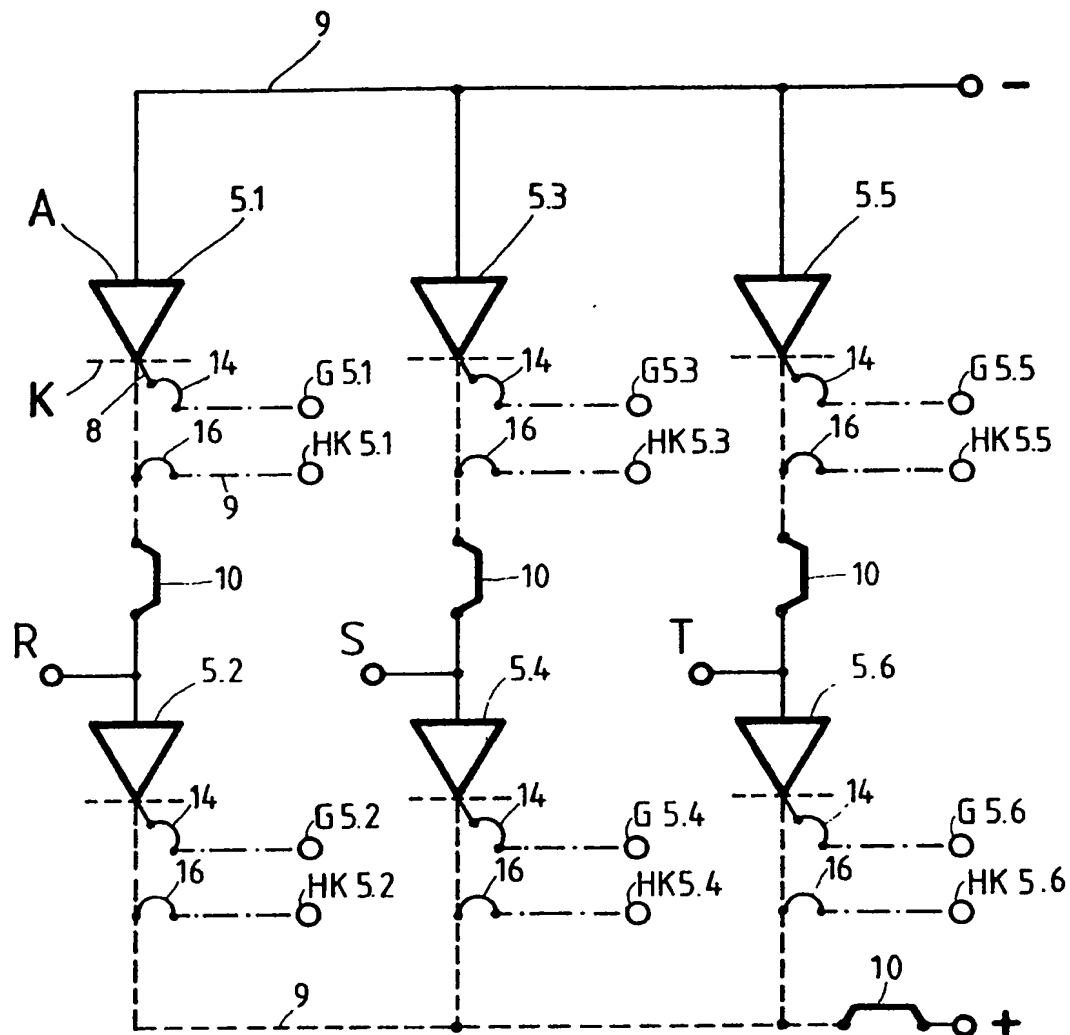 9
-
A 5.1 5.3 5.5
K 8 14 G 5.1 14 G5.3 14 G 5.5
16 HK 5.1 16 HK 5.3 16 HK 5.5
9
10 10 10
R S T
5.2 5.4 5.6
14 G 5.2 14 G 5.4 14 G 5.6
16 HK 5.2 16 HK5.4 16 HK 5.6
9 10 +